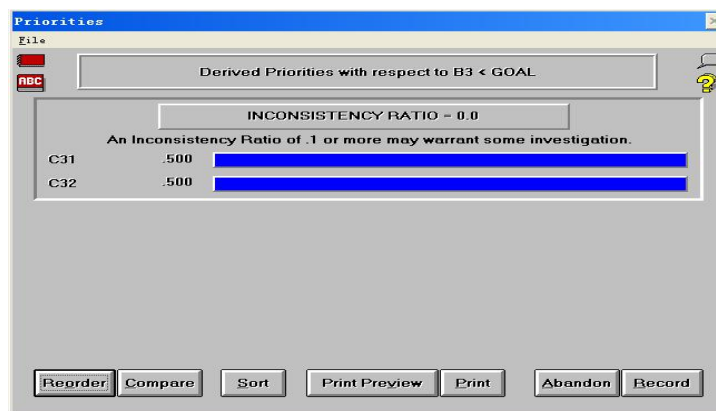 Priorities
File
ABC
Derived Priorities with respect to B3 < GOAL
?
INCONSISTENCY RATIO = 0.0
An Inconsistency Ratio of .1 or more may warrant some investigation.
C31 .500
C32 .500
Reorder Compare Sort Print Preview Print Abandon Record